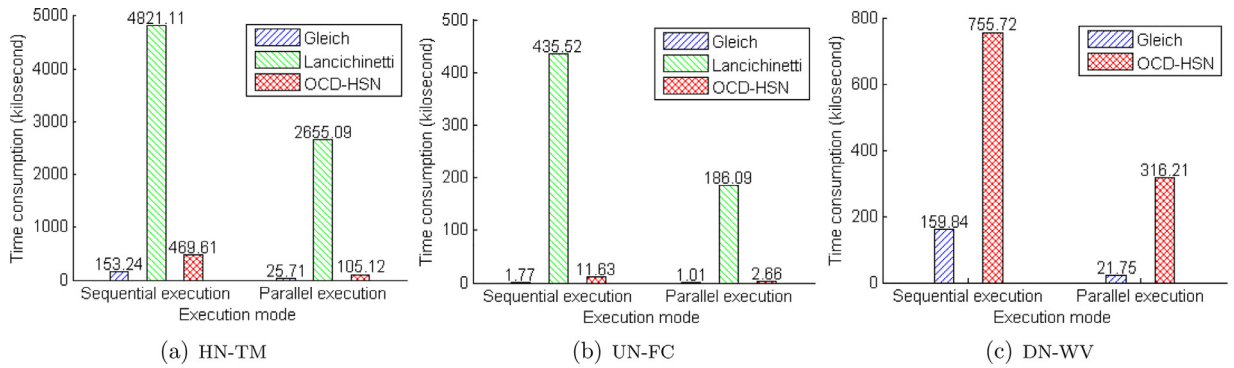 Time consumption (kilosecond)
5000
4000
3000
2000
1000
0
4821.11
2655.09
153.24
469.61
25.71
105.12
Gleich
Lancichinetti
OCD-HSN
Sequential execution
Parallel execution
Execution mode
(a) HN-TM
Time consumption (kilosecond)
500
400
300
200
100
0
435.52
186.09
1.77
11.63
1.01
2.66
Gleich
Lancichinetti
OCD-HSN
Sequential execution
Parallel execution
Execution mode
(b) UN-FC
Time consumption (kilosecond)
800
600
400
200
0
755.72
316.21
159.84
21.75
Gleich
OCD-HSN
Sequential execution
Parallel execution
Execution mode
(c) DN-WV